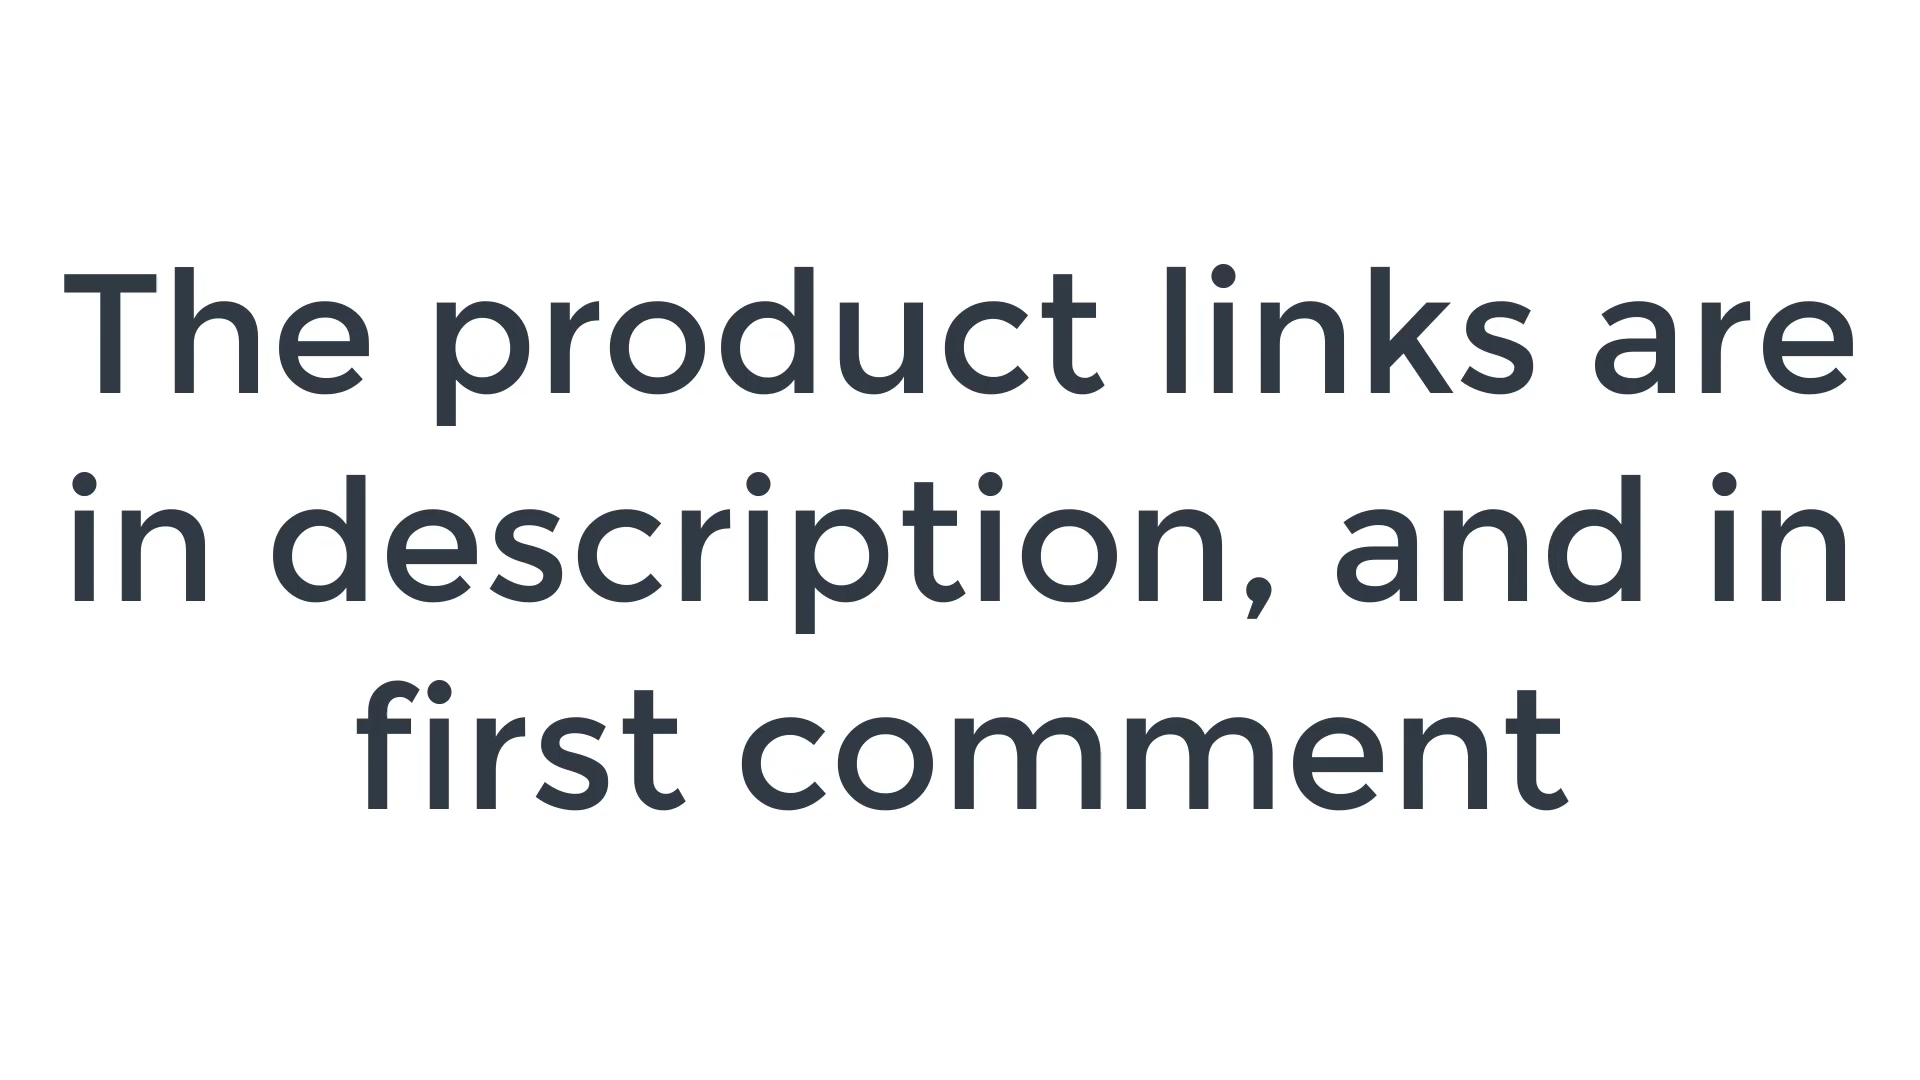 The product links are
in description, and in
first comment